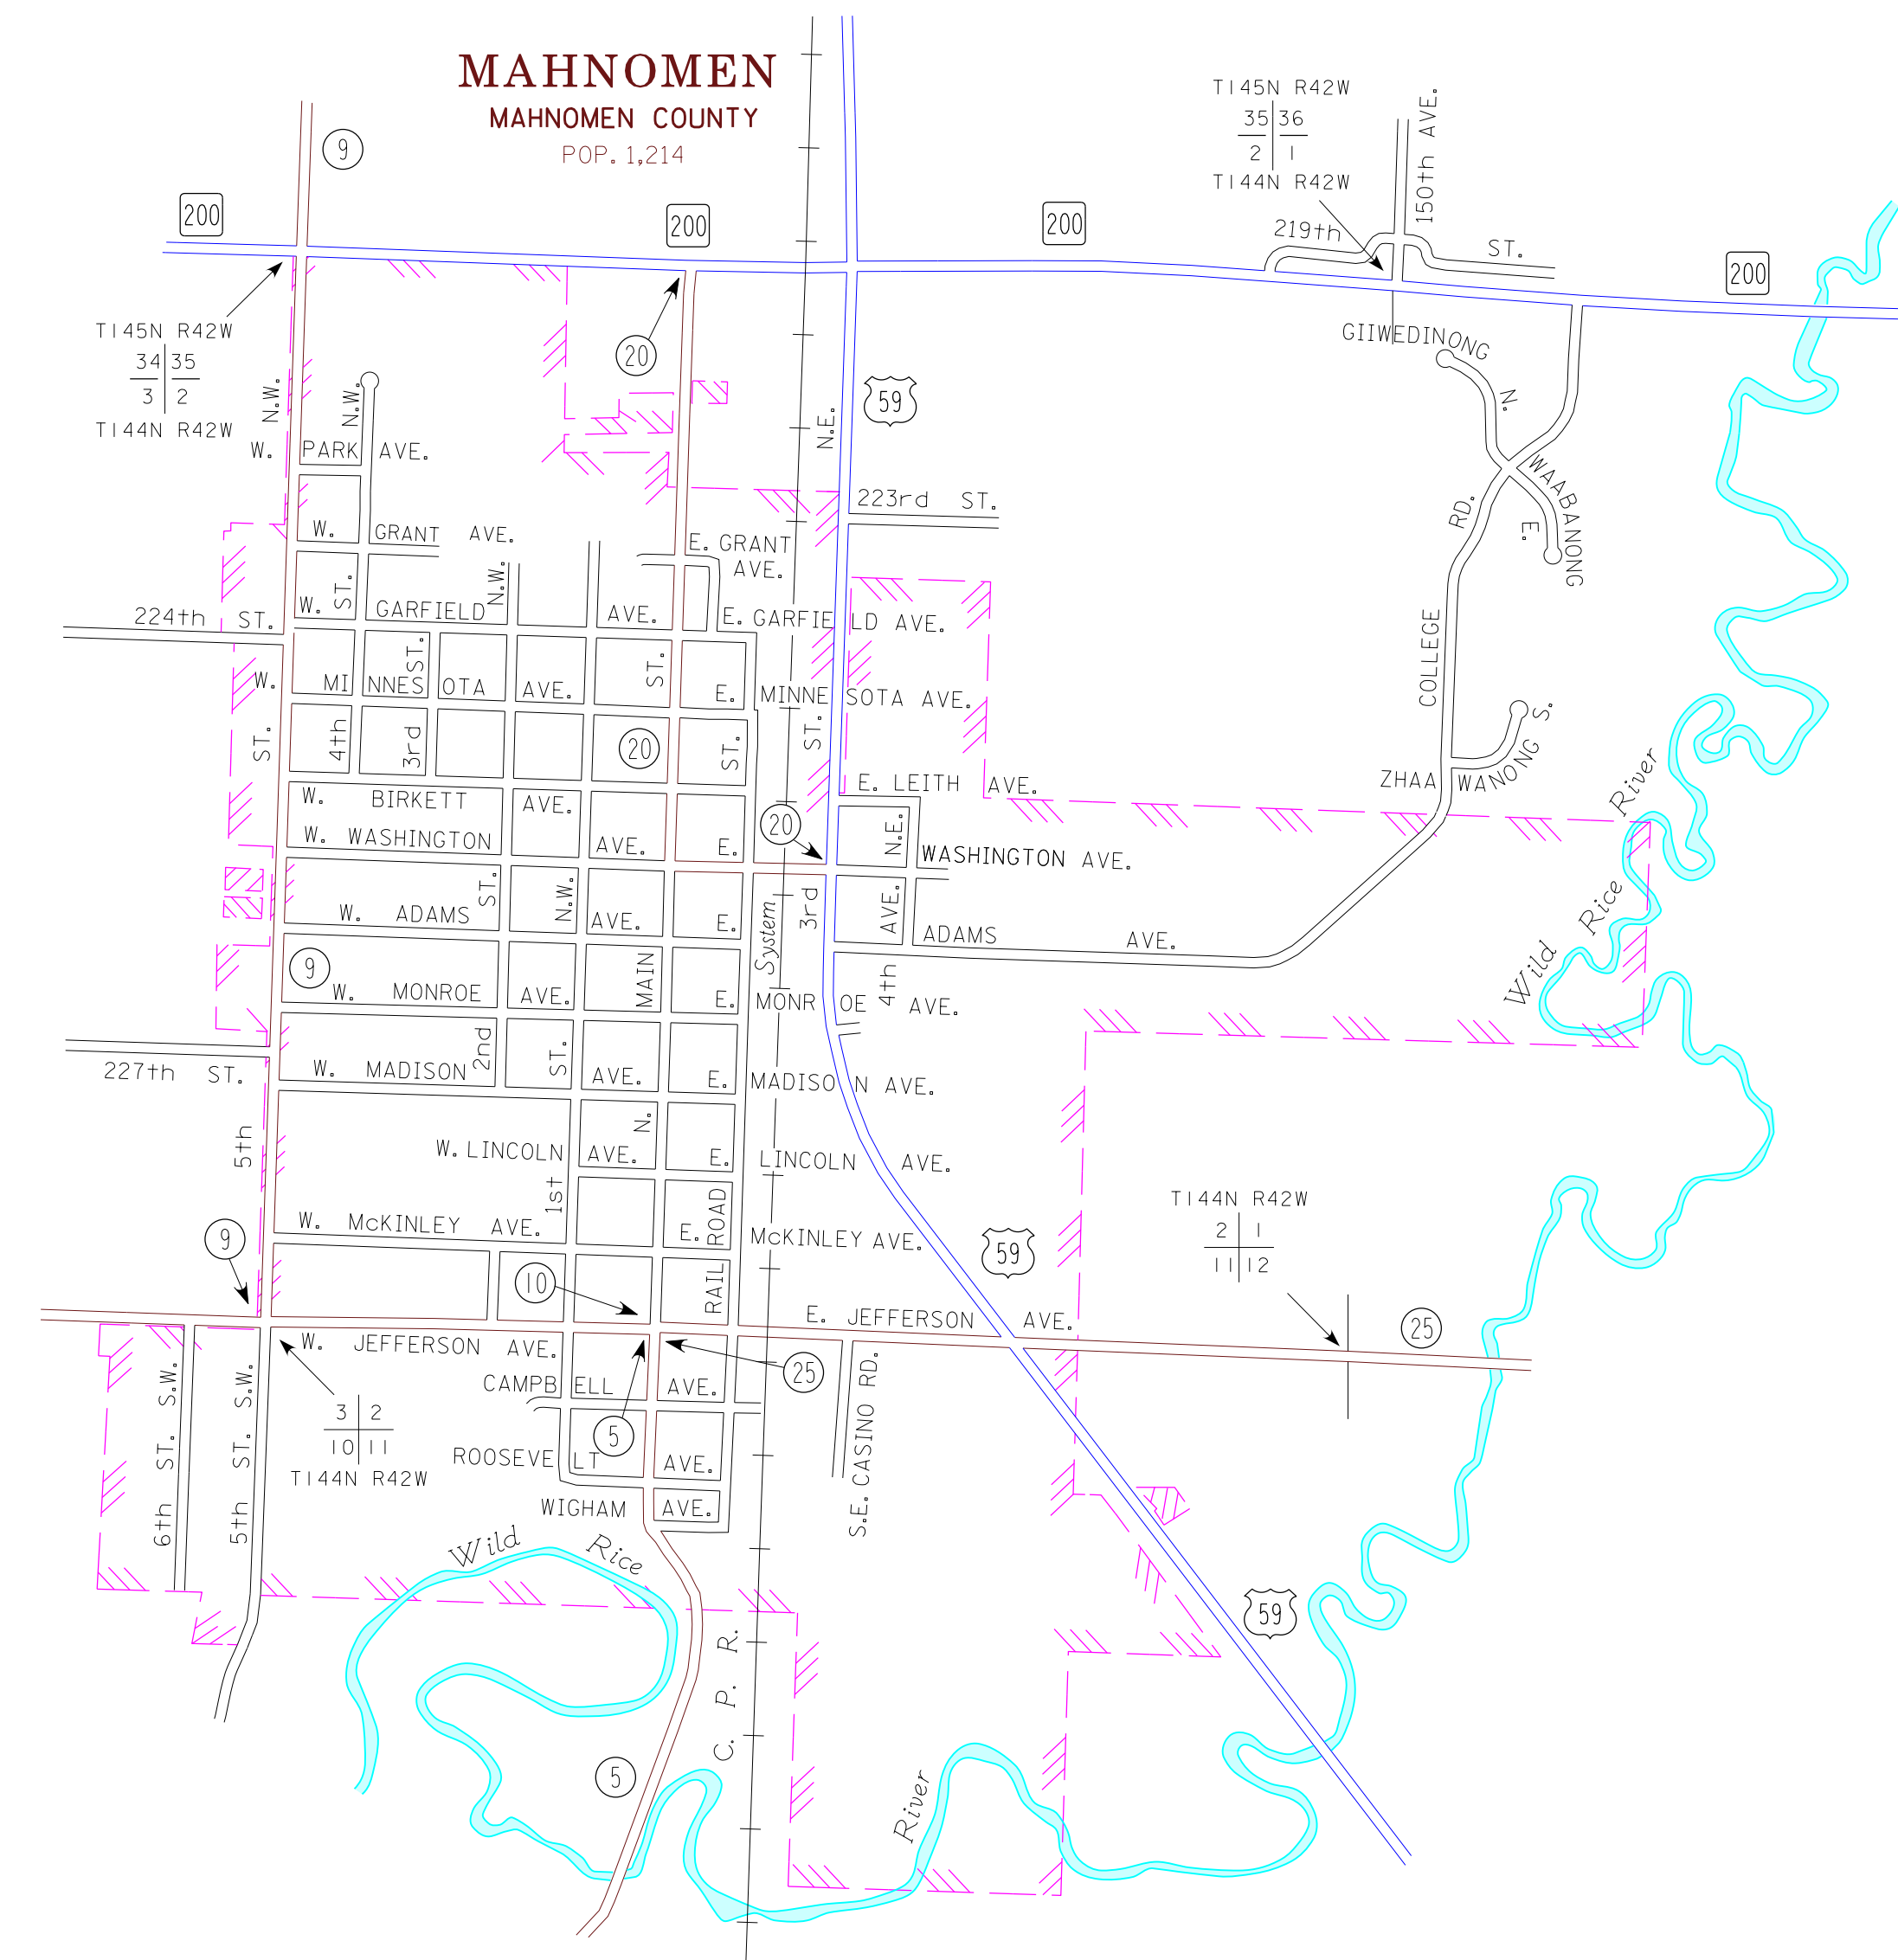 MAHNOMEN
MAHNOMEN COUNTY
POP. 1,214
9
200
200
200
200
T145N R42W
35 36
2 1
T144N R42W
150th AVE.
219th ST.
T145N R42W
34 35
3 2
T144N R42W
20
59
GIIWEDINONG N.
WAABANONG E.
COLLEGE RD.
ZHAAWANONG S.
N.W.
N.W.
N.E.
W. PARK AVE.
223rd ST.
W. GRANT AVE.
E. GRANT AVE.
N.W.
ST.
W. GARFIELD AVE.
E. GARFIELD AVE.
224th ST.
ST.
ST.
W. MINNESOTA AVE.
E. MINNESOTA AVE.
ST.
4th
3rd
20
ST.
ST.
E. LEITH AVE.
W. BIRKETT AVE.
20
N.E.
W. WASHINGTON AVE.
E. WASHINGTON AVE.
ST.
N.W.
3rd
AVE.
W. ADAMS AVE.
E. ADAMS AVE.
System
9
MAIN
4th
W. MONROE AVE.
E. MONROE AVE.
2nd
ST.
227th ST.
W. MADISON AVE.
E. MADISON AVE.
5th
N.
W. LINCOLN AVE.
E. LINCOLN AVE.
1st
RAIL ROAD
W. McKINLEY AVE.
E. McKINLEY AVE.
9
10
59
T144N R42W
2 1
11 12
25
E. JEFFERSON AVE.
W. JEFFERSON AVE.
25
CAMPBELL AVE.
5
3 2
10 11
T144N R42W
ROOSEVELT AVE.
WIGHAM AVE.
6th ST. S.W.
5th ST. S.W.
S.E. CASINO RD.
Wild Rice River
Wild Rice
59
C. P. R.
5
River